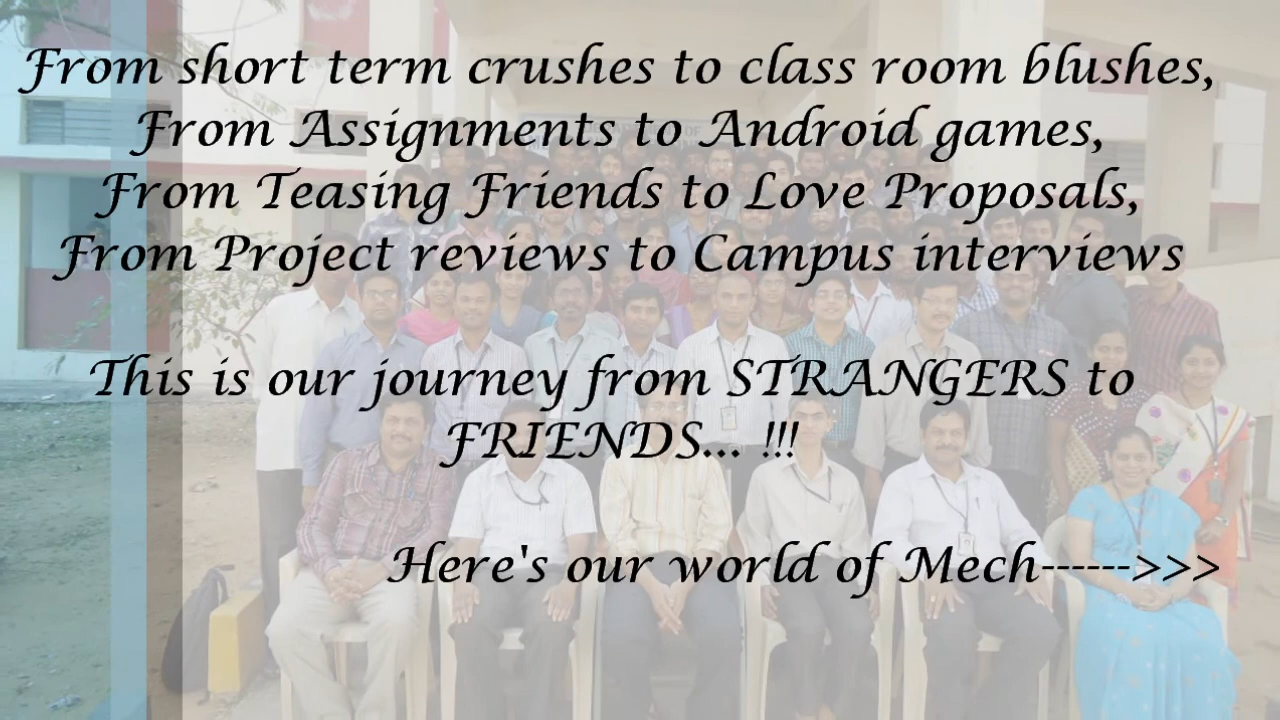 From short term crushes to class room blushes,
From Assignments to Android games,
From Teasing Friends to Love Proposals,
From Project reviews to Campus interviews
This is our journey from STRANGERS to
FRIENDS... !!!
Here's our world of Mech------>>>